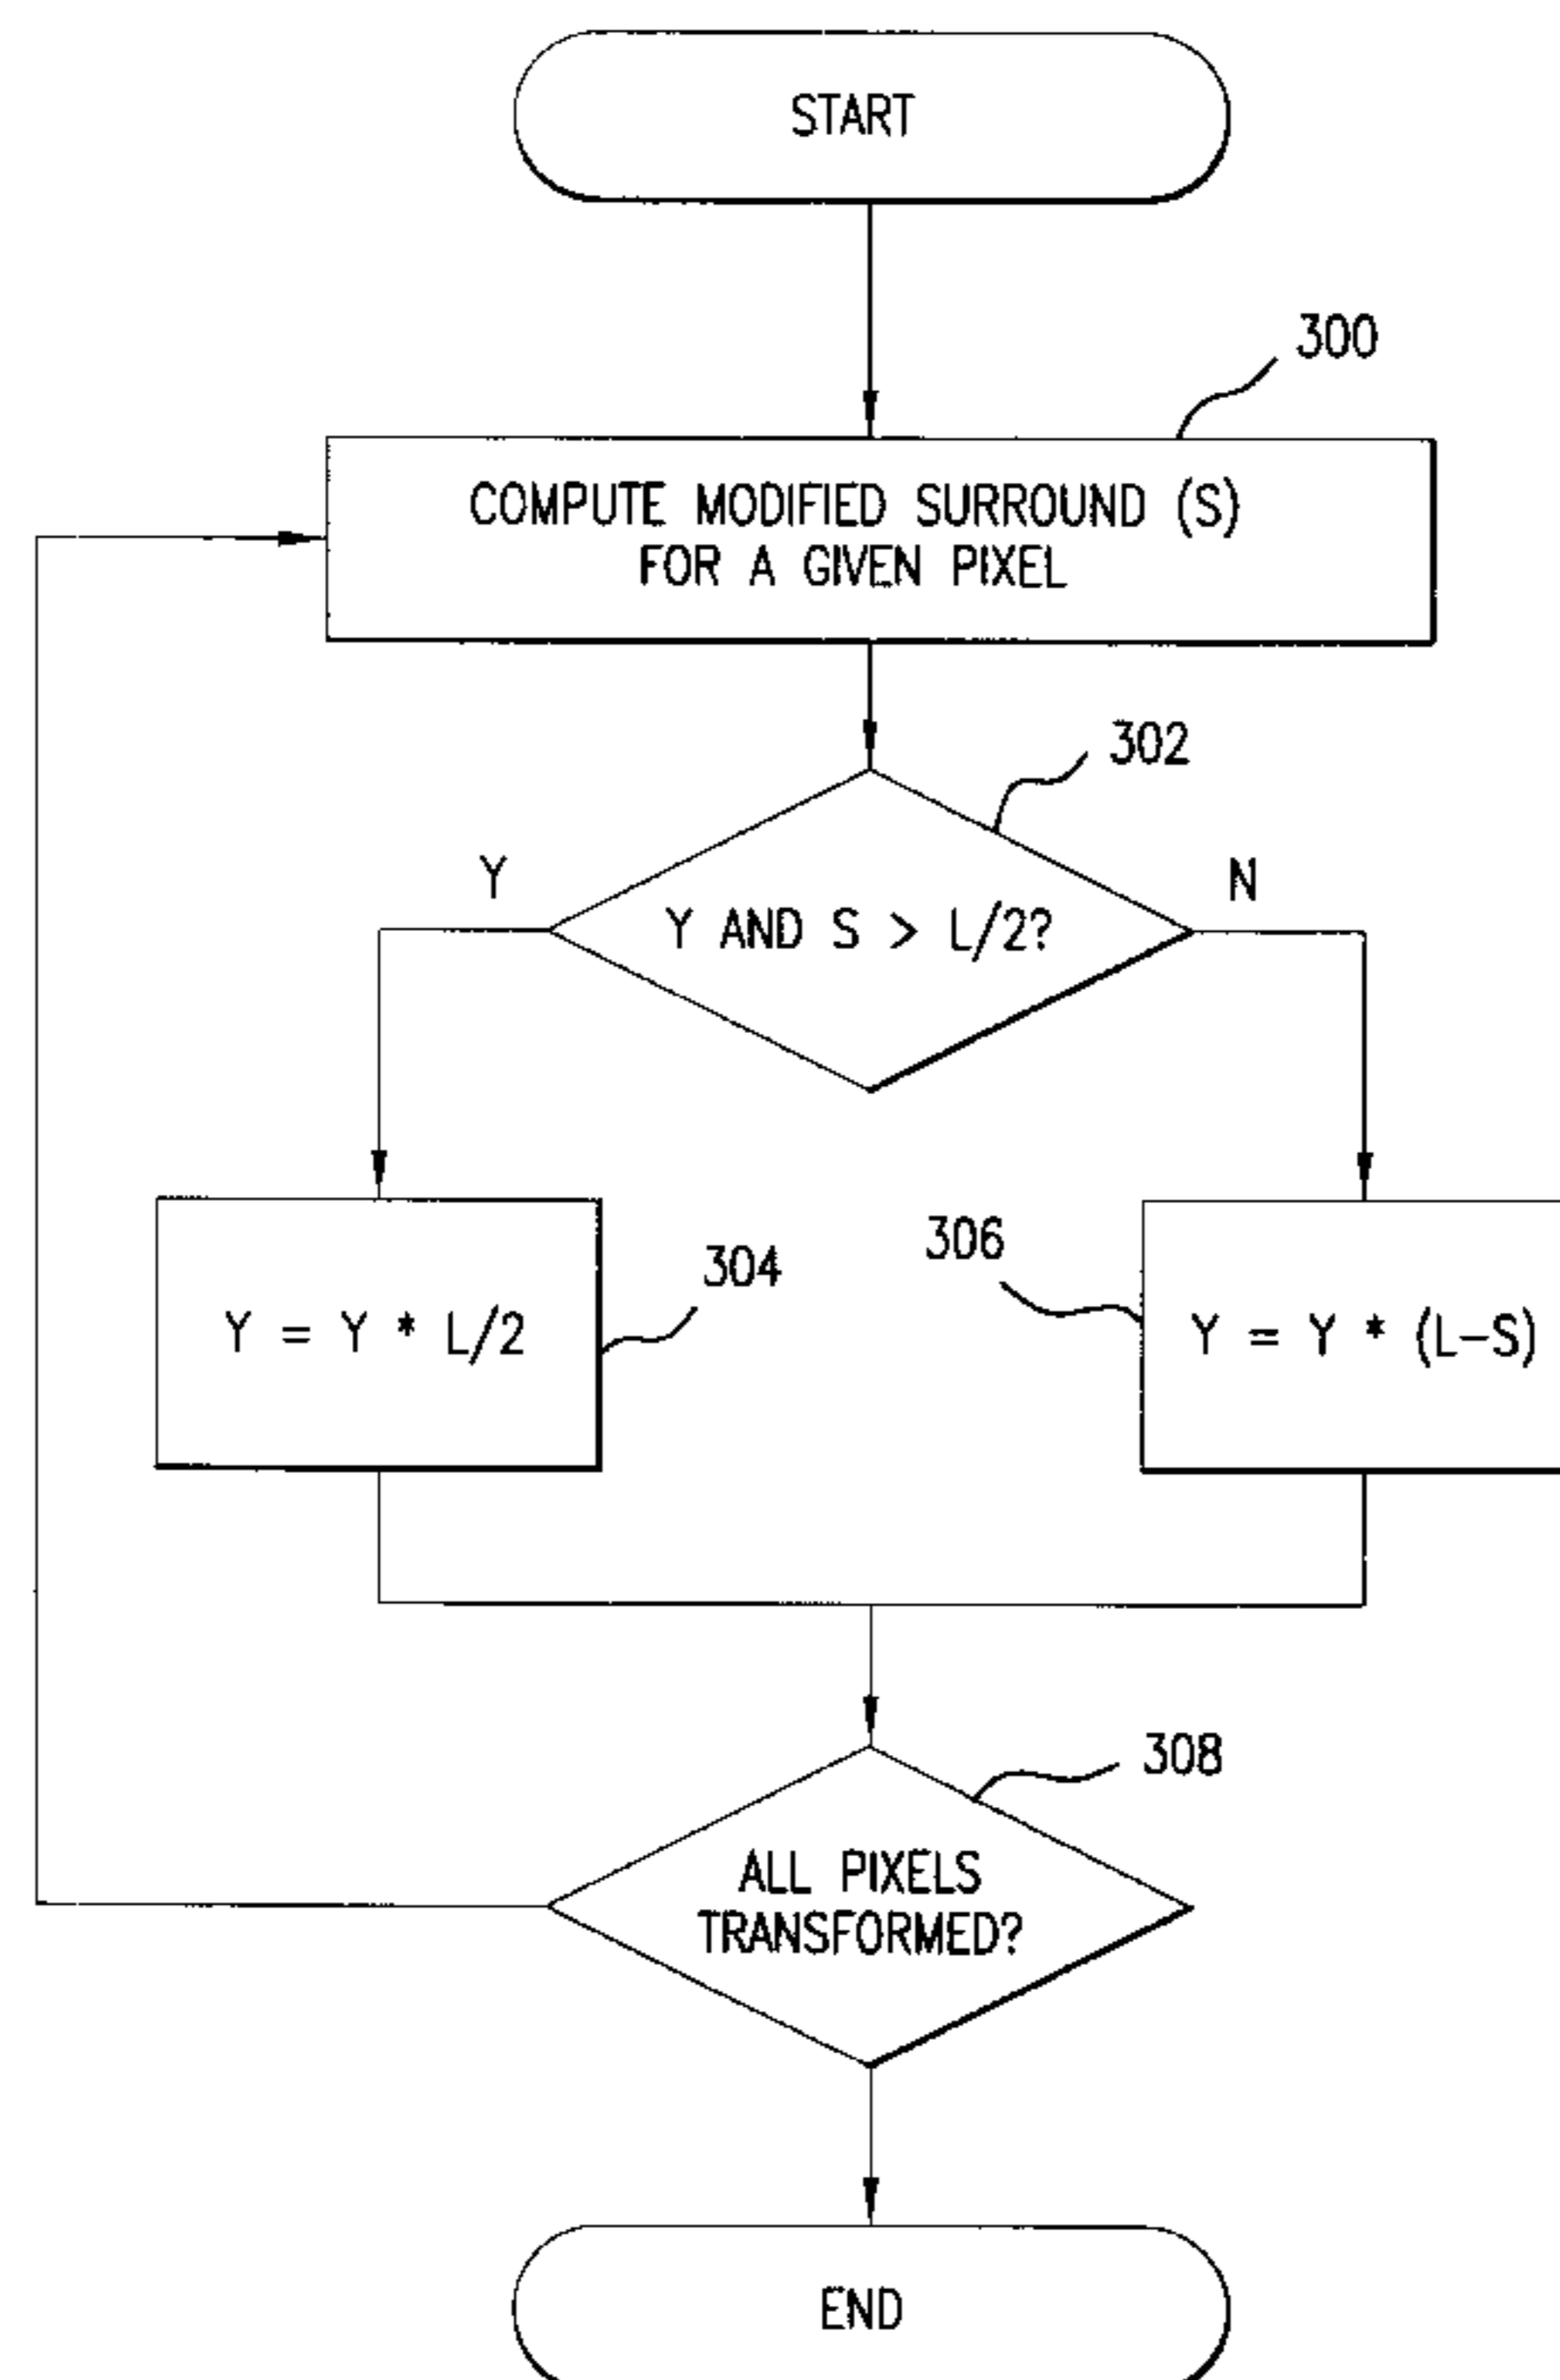 START
300
COMPUTE MODIFIED SURROUND (S)
FOR A GIVEN PIXEL
302
Y
N
Y AND S > L/2?
304
306
Y = Y * L/2
Y = Y * (L-S)
308
ALL PIXELS
TRANSFORMED?
END